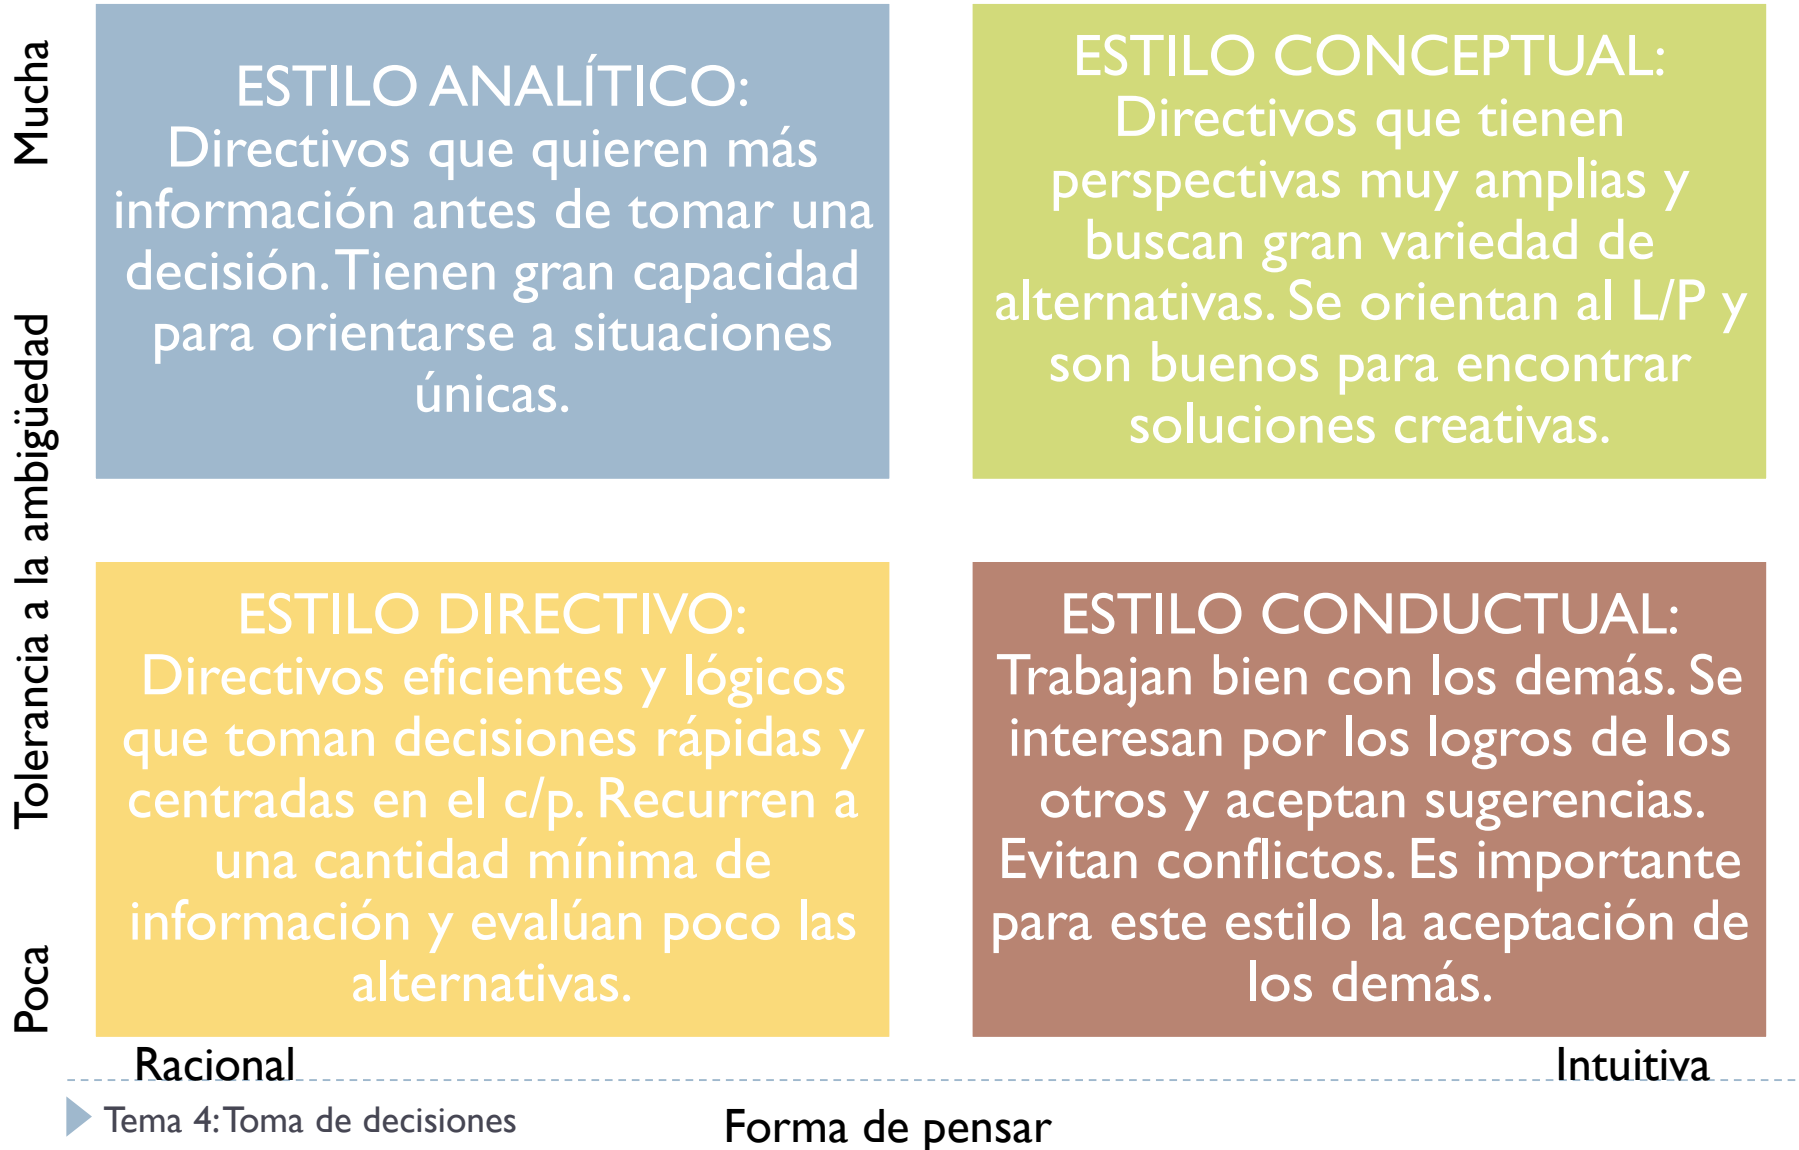 Mucha
ESTILO ANALÍTICO:
Directivos que quieren más
información antes de tomar una
decisión. Tienen gran capacidad
para orientarse a situaciones
únicas.
ESTILO CONCEPTUAL:
Directivos que tienen
perspectivas muy amplias y
buscan gran variedad de
alternativas. Se orientan al L/P y
son buenos para encontrar
soluciones creativas.
Tolerancia a la ambigüedad
Poca
ESTILO DIRECTIVO:
Directivos eficientes y lógicos
que toman decisiones rápidas y
centradas en el c/p. Recurren a
una cantidad mínima de
información y evalúan poco las
alternativas.
ESTILO CONDUCTUAL:
Trabajan bien con los demás. Se
interesan por los logros de los
otros y aceptan sugerencias.
Evitan conflictos. Es importante
para este estilo la aceptación de
los demás.
Racional
Intuitiva
Tema 4: Toma de decisiones
Forma de pensar